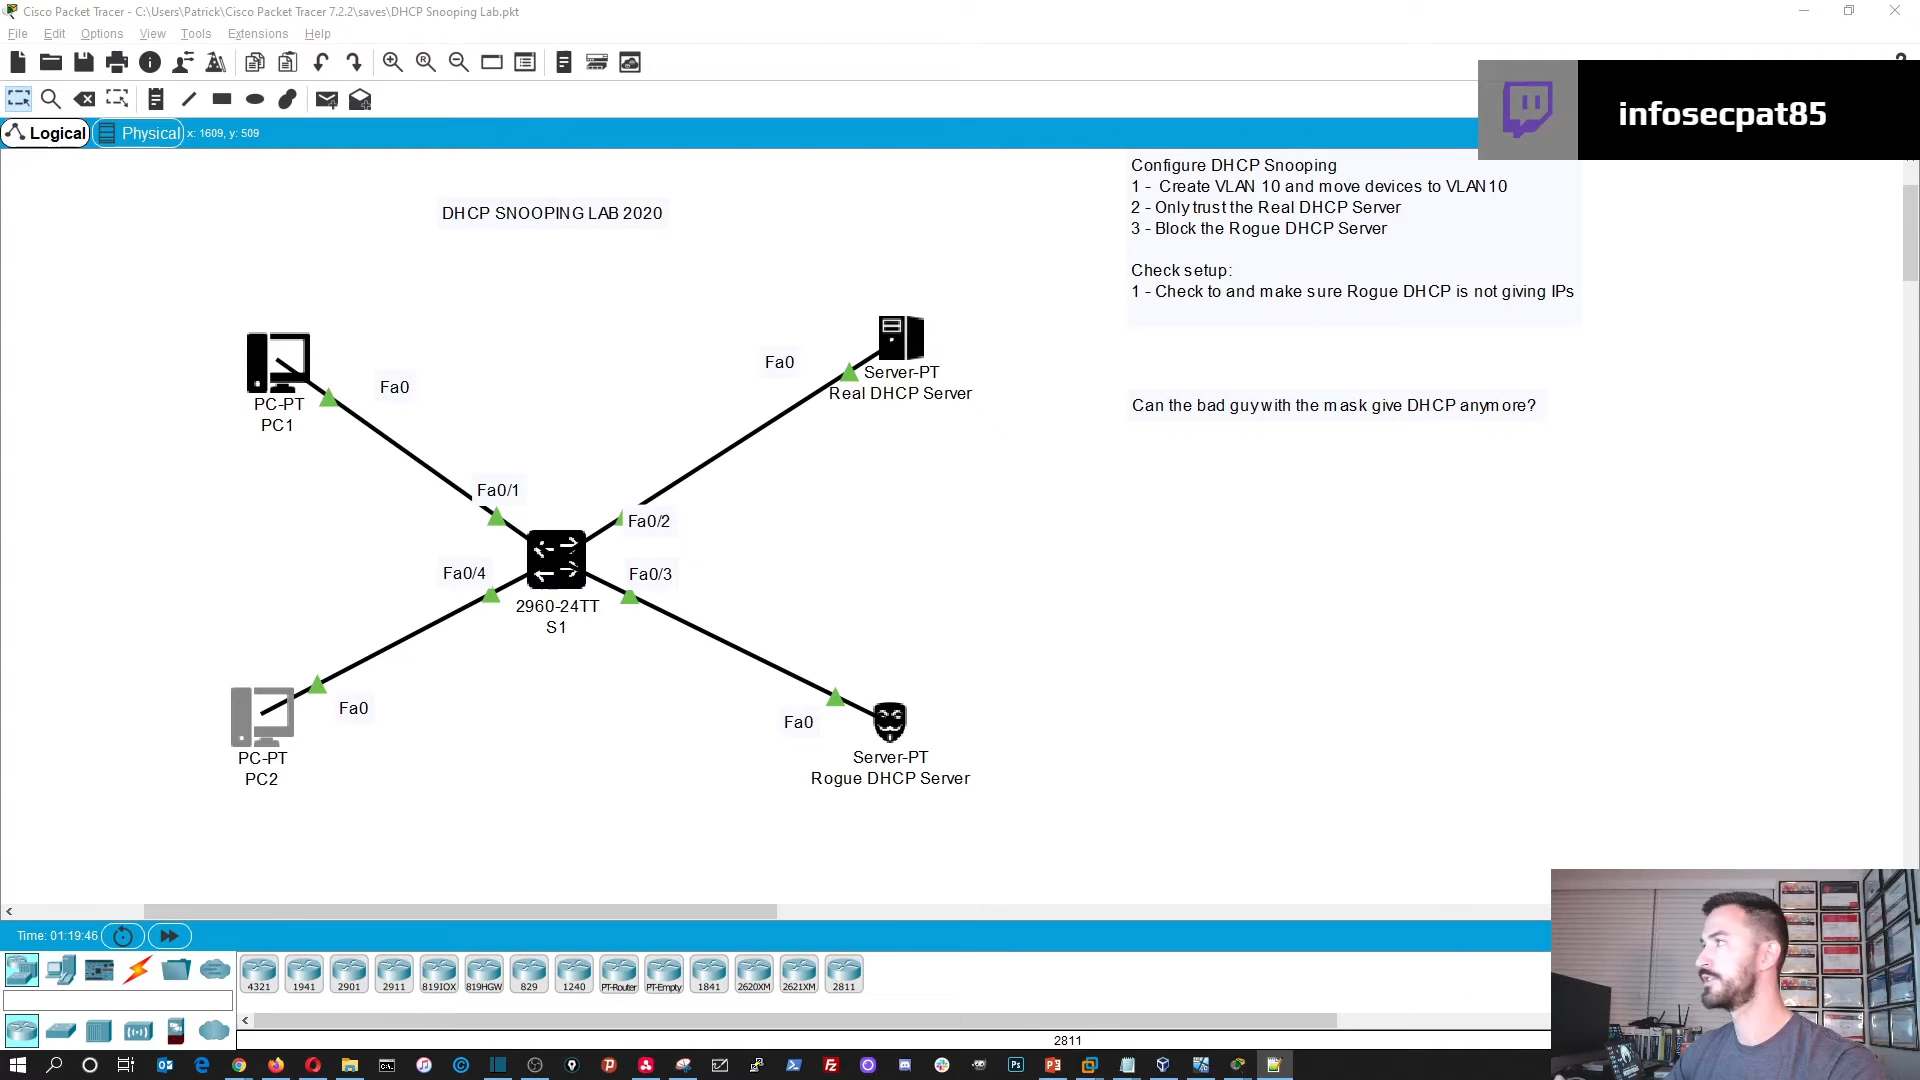 Cisco Packet Tracer - C:\Users\Patrick\Cisco Packet Tracer 7.2.2\saves\DHCP Snooping Lab.pkt
File Edit Options View Tools Extensions Help
infosecpat85
Logical Physical x: 1609, y: 509
Configure DHCP Snooping
1 - Create VLAN 10 and move devices to VLAN10
2 - Only trust the Real DHCP Server
3 - Block the Rogue DHCP Server
Check setup:
1 - Check to and make sure Rogue DHCP is not giving IPs
Can the bad guy with the mask give DHCP anymore?
DHCP SNOOPING LAB 2020
Fa0
PC-PT
PC1
Fa0
Server-PT
Real DHCP Server
Fa0/1
Fa0/2
Fa0/4
Fa0/3
2960-24TT
S1
Fa0
PC-PT
PC2
Fa0
Server-PT
Rogue DHCP Server
Time: 01:19:46
4321 1941 2901 2911 819IOX 819HGW 829 1240 PT-Router PT-Empty 1841 2620XM 2621XM 2811
2811